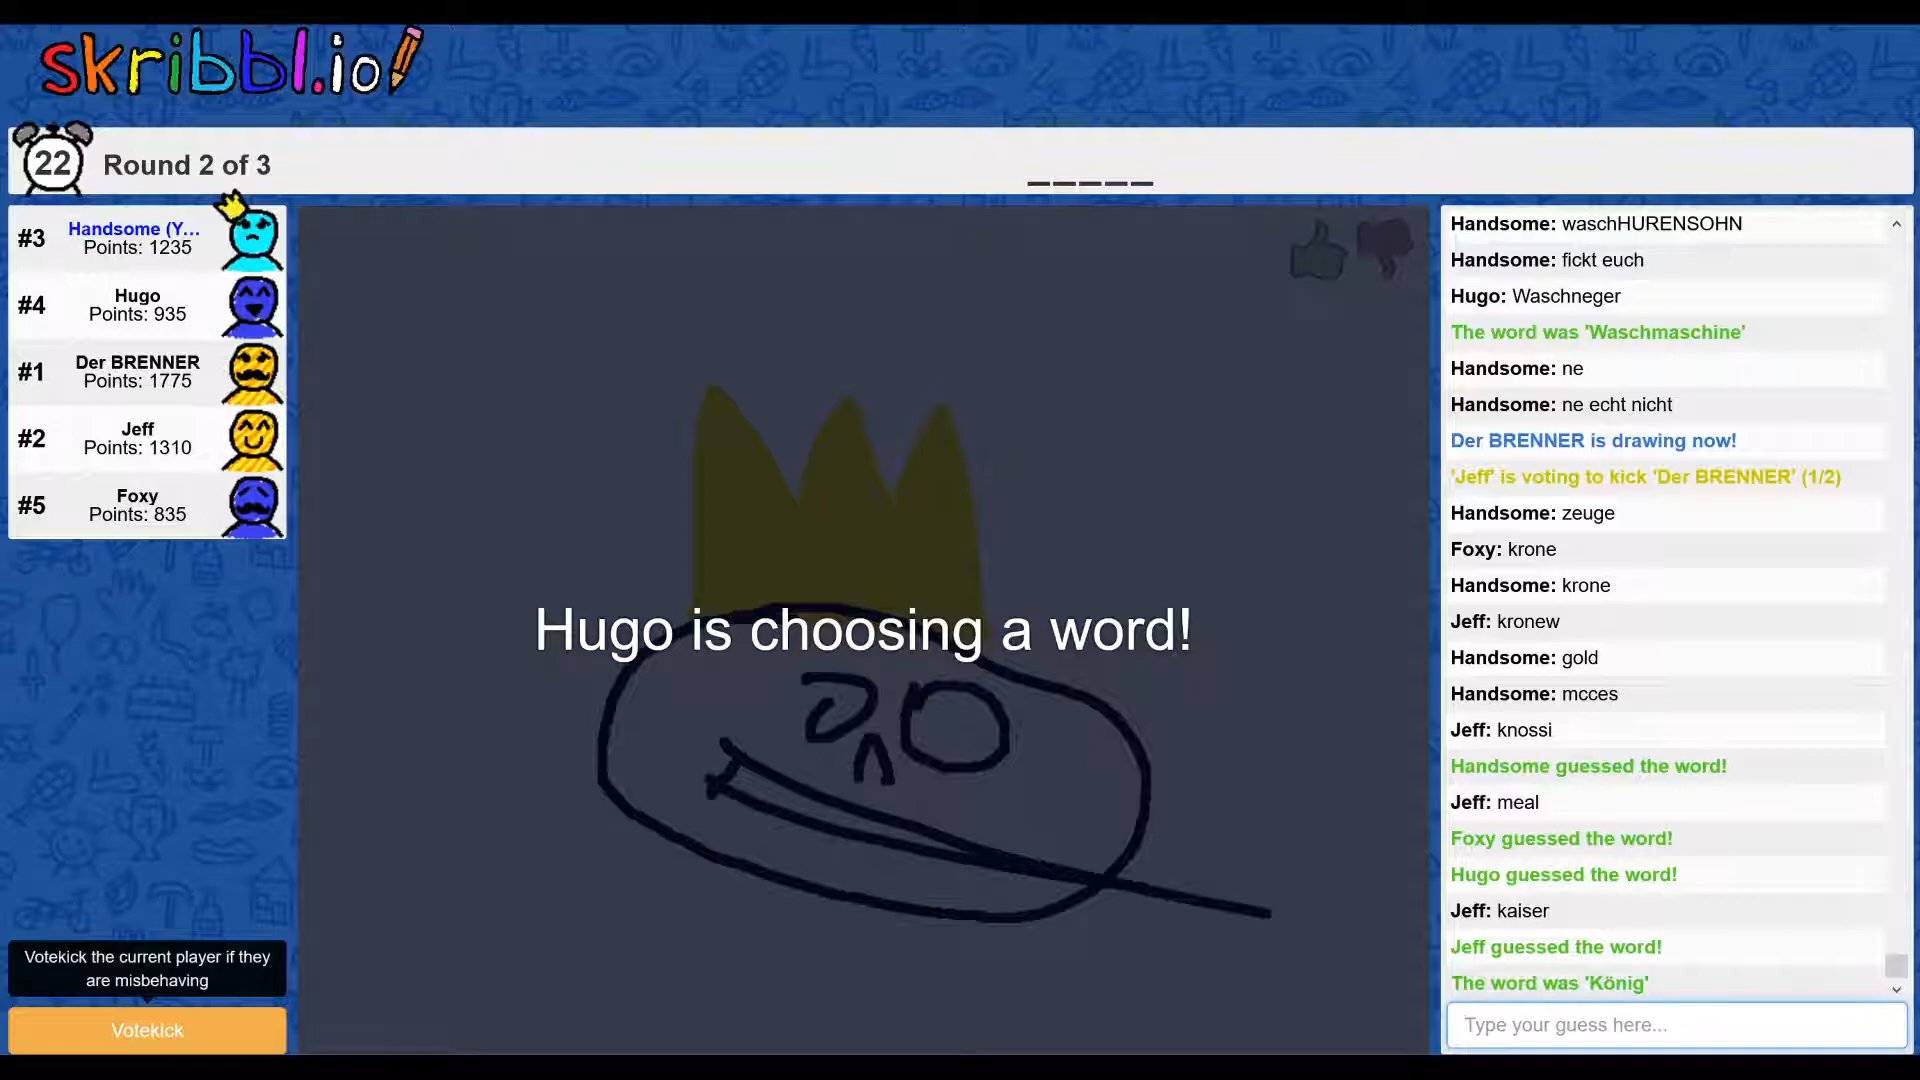 skribbl.io
22
Round 2 of 3
_____
#3
Handsome (Y...
Points: 1235
#4
Hugo
Points: 935
#1
Der BRENNER
Points: 1775
#2
Jeff
Points: 1310
#5
Foxy
Points: 835
Votekick the current player if they
are misbehaving
Votekick
Hugo is choosing a word!
Handsome: waschHURENSOHN
Handsome: fickt euch
Hugo: Waschneger
The word was 'Waschmaschine'
Handsome: ne
Handsome: ne echt nicht
Der BRENNER is drawing now!
'Jeff' is voting to kick 'Der BRENNER' (1/2)
Handsome: zeuge
Foxy: krone
Handsome: krone
Jeff: kronew
Handsome: gold
Handsome: mcces
Jeff: knossi
Handsome guessed the word!
Jeff: meal
Foxy guessed the word!
Hugo guessed the word!
Jeff: kaiser
Jeff guessed the word!
The word was 'König'
Type your guess here...